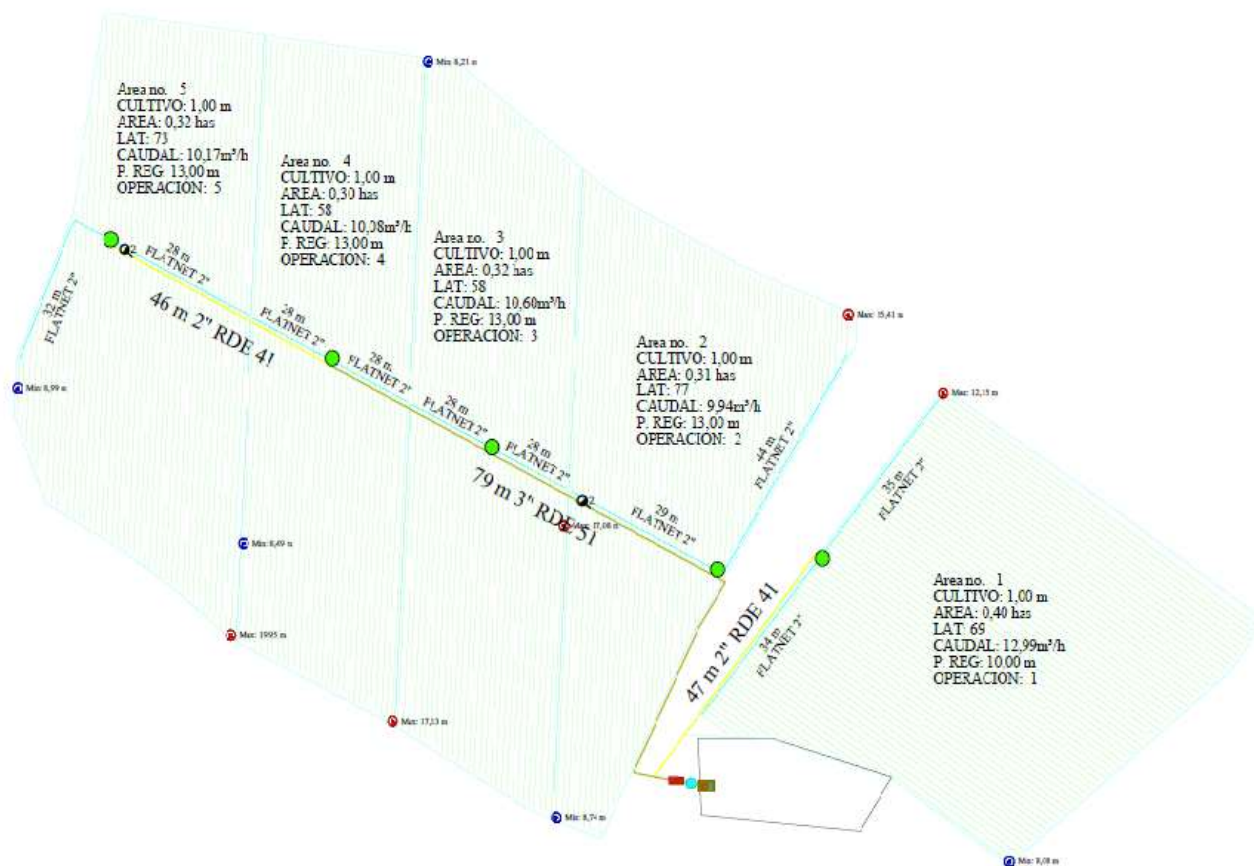 Min: 8,21 m
Area no. 5
CULTIVO: 1,00 m
AREA: 0,32 has
LAT: 73
CAUDAL: 10,17m³/h
P. REG: 13,00 m
OPERACION: 5
Area no. 4
CULTIVO: 1,00 m
AREA: 0,30 has
LAT: 58
CAUDAL: 10,08m³/h
P. REG: 13,00 m
OPERACION: 4
Area no. 3
CULTIVO: 1,00 m
AREA: 0,32 has
LAT: 58
CAUDAL: 10,60m³/h
P. REG: 13,00 m
OPERACION: 3
Max: 15,41 m
Area no. 2
CULTIVO: 1,00 m
AREA: 0,31 has
LAT: 77
CAUDAL: 9,94m³/h
P. REG: 13,00 m
OPERACION: 2
28 m
FLATNET 2"
32 m
FLATNET 2"
46 m 2" RDE 41
28 m
FLATNET 2"
28 m
FLATNET 2"
28 m
FLATNET 2"
28 m
FLATNET 2"
29 m
FLATNET 2"
44 m
FLATNET 2"
Min: 8,99 m
Max: 12,15 m
35 m
FLATNET 2"
79 m 3" RDE 51
Max: 17,08 m
Min: 8,49 m
47 m 2" RDE 41
34 m
FLATNET 2"
Area no. 1
CULTIVO: 1,00 m
AREA: 0,40 has
LAT: 69
CAUDAL: 12,99m³/h
P. REG: 10,00 m
OPERACION: 1
Max: 17,13 m
Min: 8,74 m
Min: 8,08 m